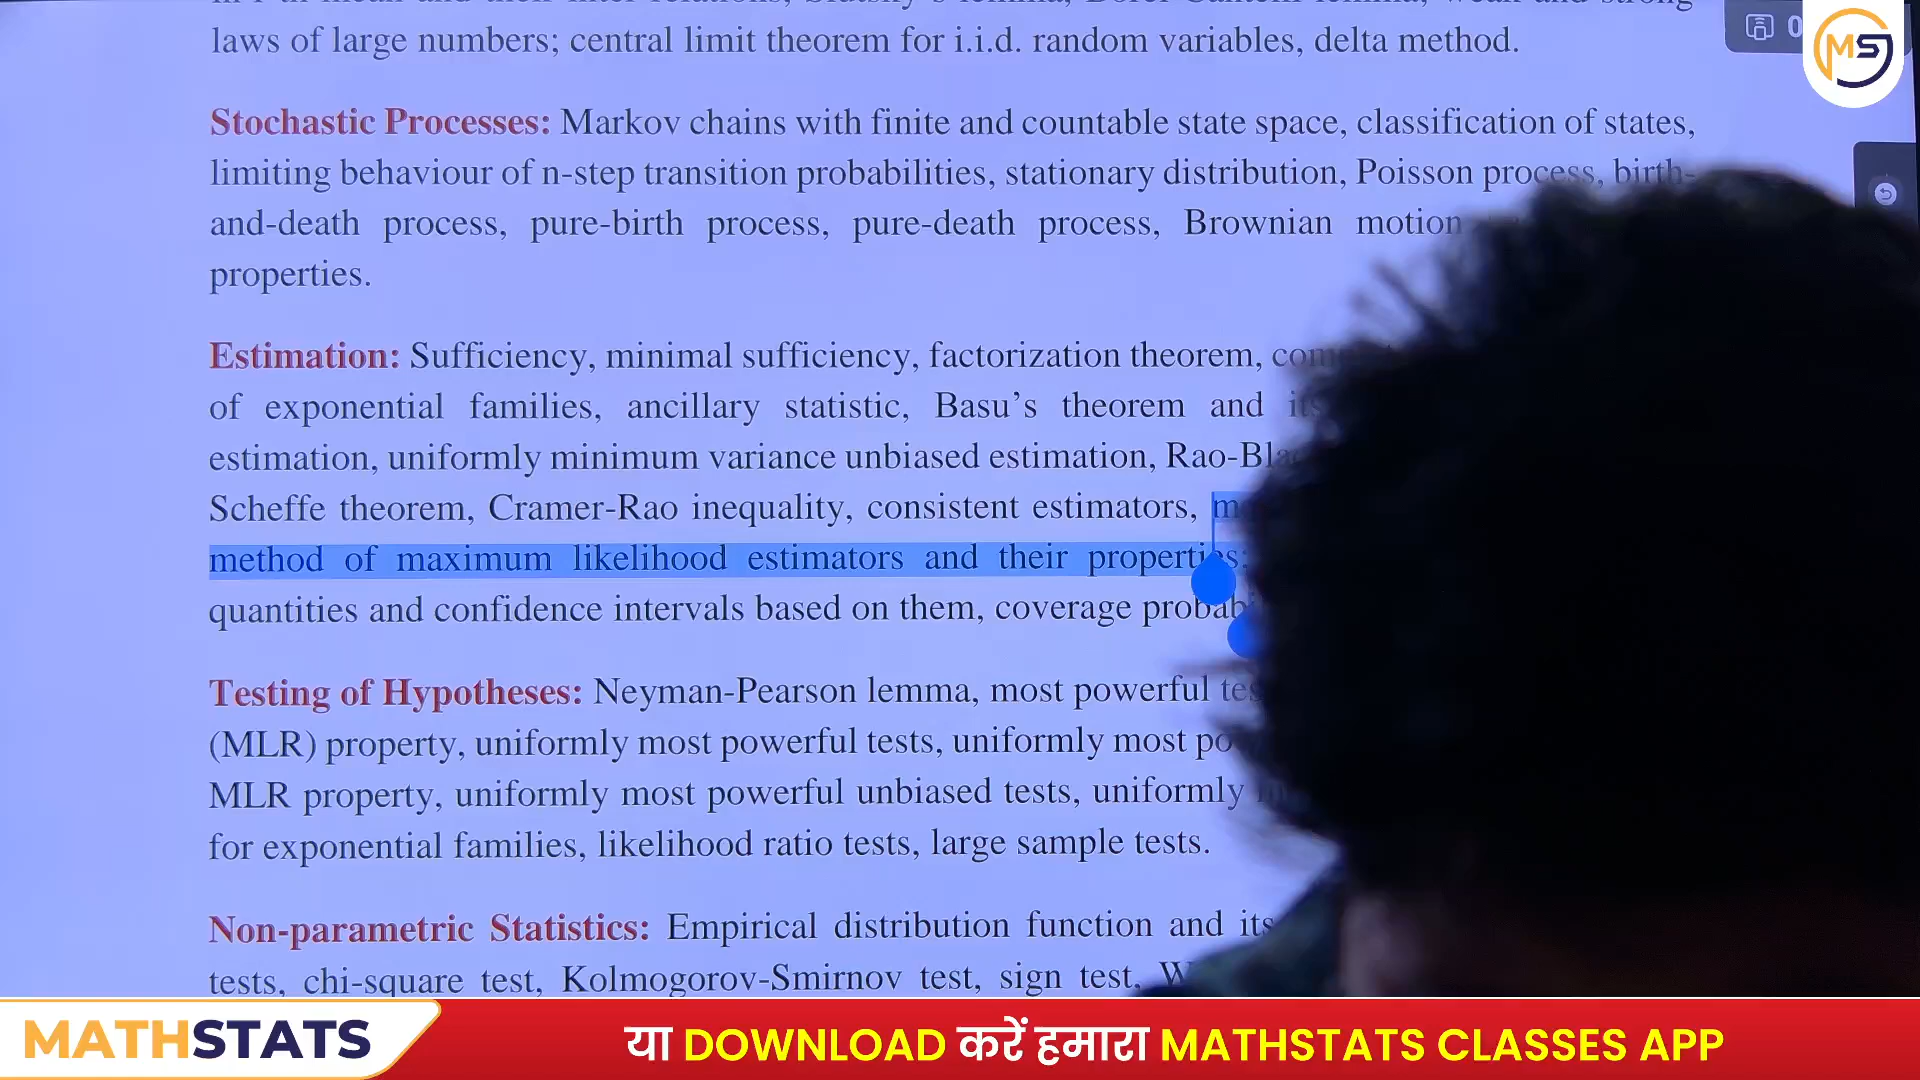 laws of large numbers; central limit theorem for i.i.d. random variables, delta method.
0
MS
Stochastic Processes: Markov chains with finite and countable state space, classification of states,
limiting behaviour of n-step transition probabilities, stationary distribution, Poisson process, birth-
and-death process, pure-birth process, pure-death process, Brownian motion
properties.
Estimation: Sufficiency, minimal sufficiency, factorization theorem,
of exponential families, ancillary statistic, Basu's theorem and its
estimation, uniformly minimum variance unbiased estimation,
Scheffe theorem, Cramer-Rao inequality, consistent estimators,
method of maximum likelihood estimators and their properties;
quantities and confidence intervals based on them, coverage
Testing of Hypotheses: Neyman-Pearson lemma, most powerful
(MLR) property, uniformly most powerful tests, uniformly most
MLR property, uniformly most powerful unbiased tests, uniformly
for exponential families, likelihood ratio tests, large sample tests.
Non-parametric Statistics: Empirical distribution function and its
tests, chi-square test, Kolmogorov-Smirnov test, sign test,
MATHSTATS
या DOWNLOAD करें हमारा MATHSTATS CLASSES APP